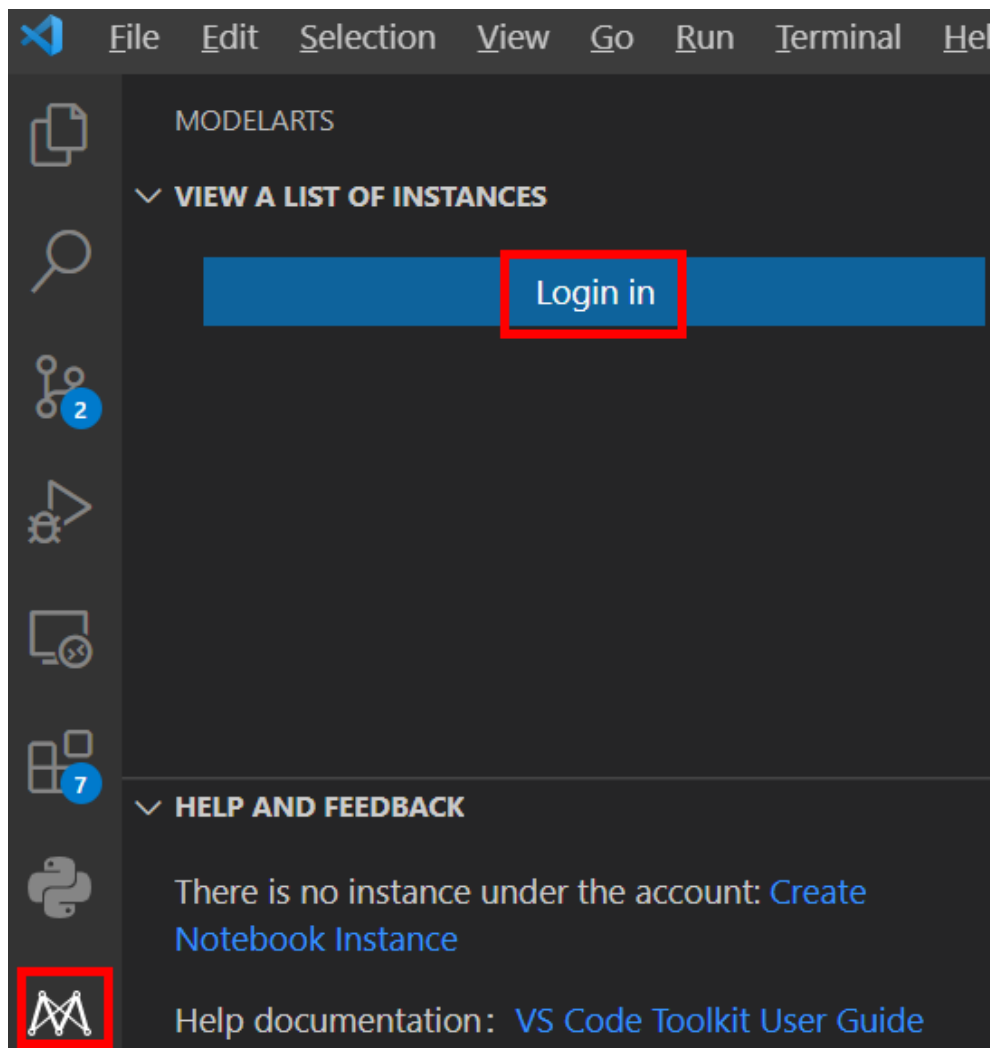 File Edit Selection View Go Run Terminal Hel
MODELARTS
VIEW A LIST OF INSTANCES
Login in
2
7
HELP AND FEEDBACK
There is no instance under the account: Create
Notebook Instance
Help documentation: VS Code Toolkit User Guide